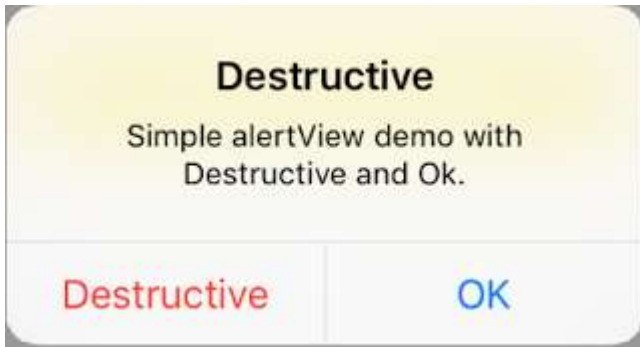 Destructive
Simple alertView demo with
Destructive and Ok.
Destructive OK